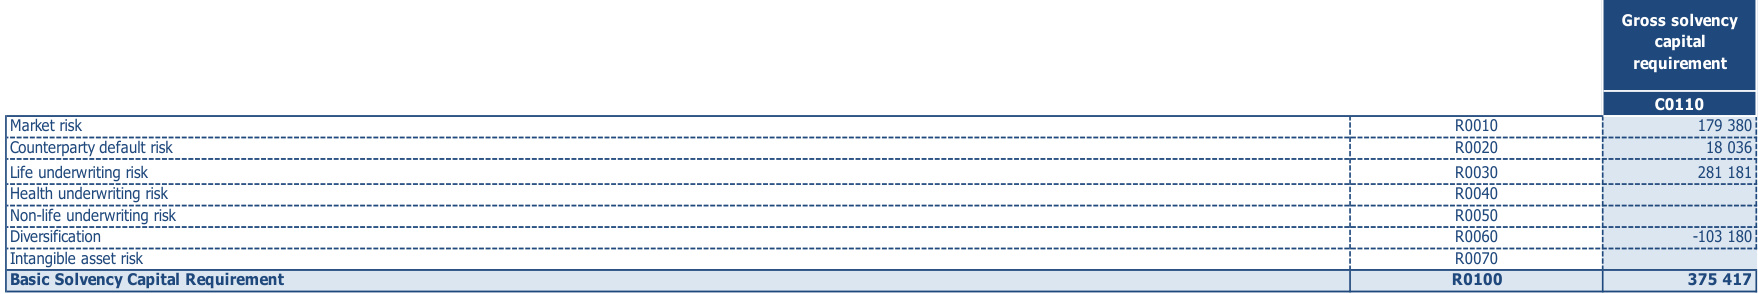 Gross solvency
capital
requirement
C0110
Market risk R0010 179 380
Counterparty default risk R0020 18 036
Life underwriting risk R0030 281 181
Health underwriting risk R0040
Non-life underwriting risk R0050
Diversification R0060 -103 180
Intangible asset risk R0070
Basic Solvency Capital Requirement R0100 375 417